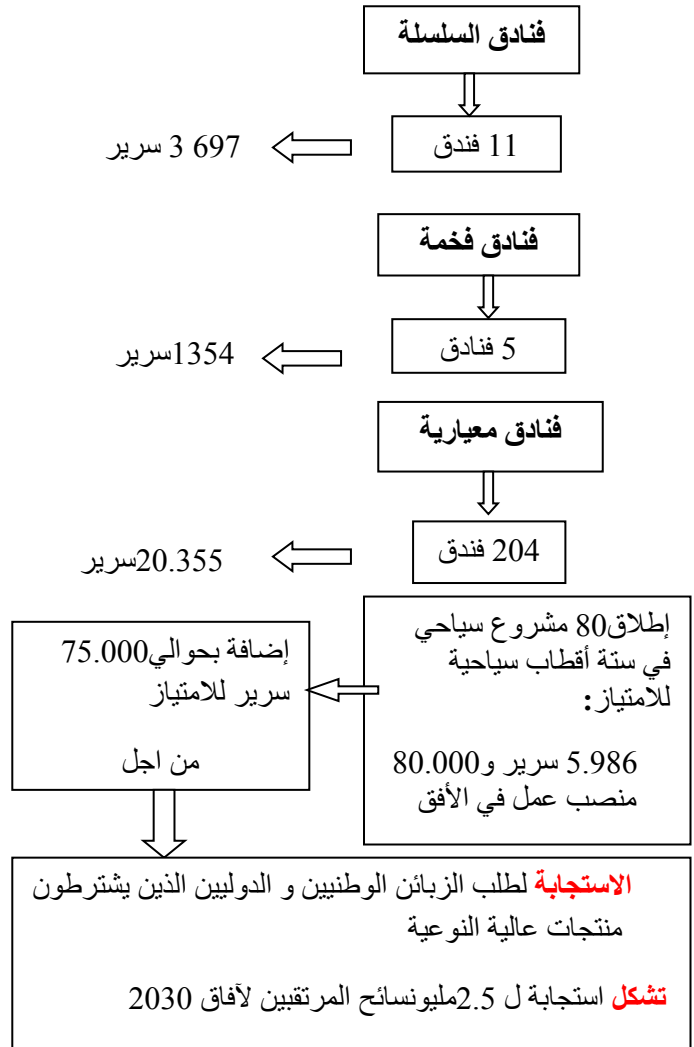 فنادق السلسلة
11 فندق
3 697 سرير
فنادق فخمة
5 فنادق
1354سرير
فنادق معيارية
204 فندق
20.355سرير
إطلاق80 مشروع سياحي
في ستة أقطاب سياحية
للامتياز:
5.986 سرير و80.000
منصب عمل في الأفق
إضافة بحوالي75.000
سرير للامتياز
من اجل
الاستجابة لطلب الزبائن الوطنيين و الدوليين الذين يشترطون
منتجات عالية النوعية
تشكل استجابة ل 2.5مليونسائح المرتقبين لآفاق 2030